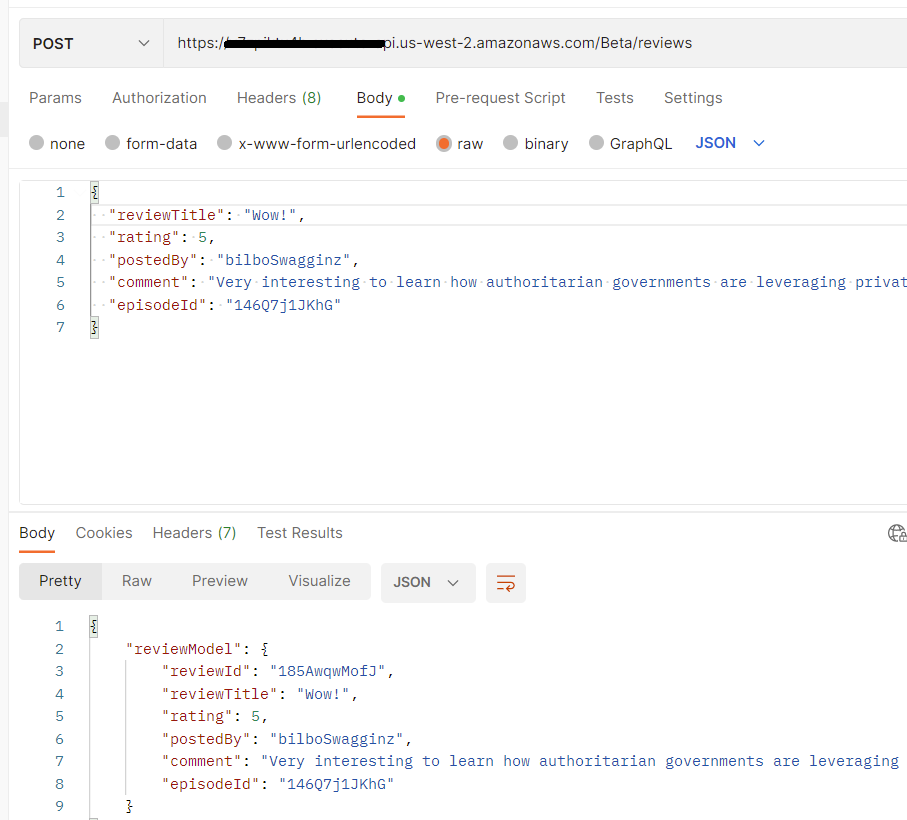 POST https:// pi.us-west-2.amazonaws.com/Beta/reviews
Params Authorization Headers (8) Body Pre-request Script Tests Settings
none form-data x-www-form-urlencoded raw binary GraphQL JSON
1 {
2 "reviewTitle": "Wow!",
3 "rating": 5,
4 "postedBy": "bilboSwagginz",
5 "comment": "Very interesting to learn how authoritarian governments are leveraging privat
6 "episodeId": "146Q7j1JKhG"
7 }
Body Cookies Headers (7) Test Results
Pretty Raw Preview Visualize JSON
1 {
2 "reviewModel": {
3 "reviewId": "185AwqwMofJ",
4 "reviewTitle": "Wow!",
5 "rating": 5,
6 "postedBy": "bilboSwagginz",
7 "comment": "Very interesting to learn how authoritarian governments are leveraging
8 "episodeId": "146Q7j1JKhG"
9 }